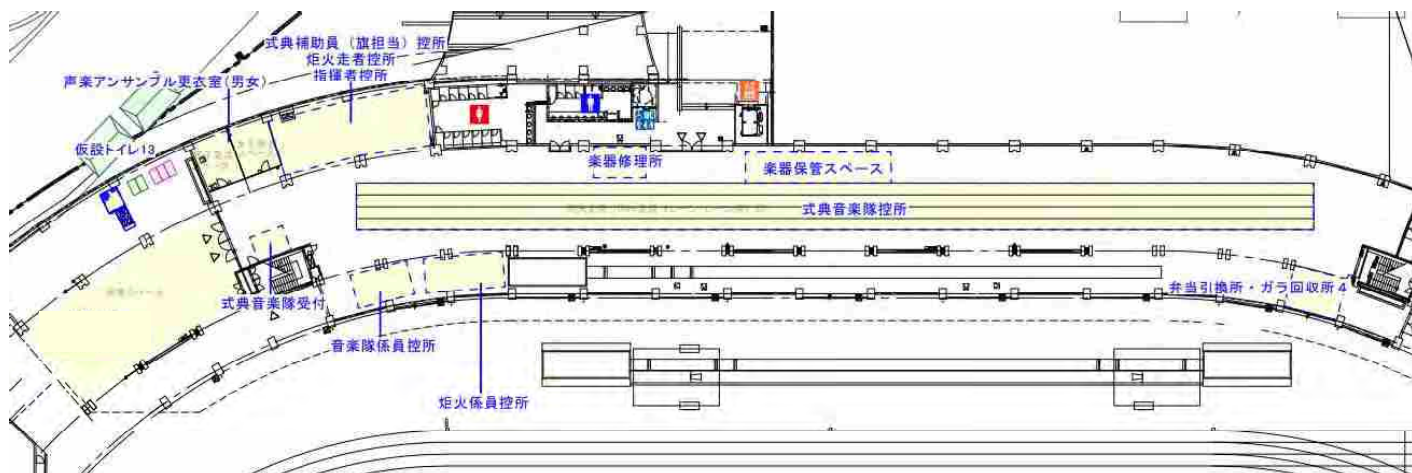 式典補助員（旗担当）控所
炬火走者控所
指揮者控所
声楽アンサンブル更衣室(男女)
仮設トイレ13
楽器修理所
楽器保管スペース
式典音楽隊控所
式典音楽隊受付
弁当引換所・ガラ回収所4
音楽隊係員控所
炬火係員控所